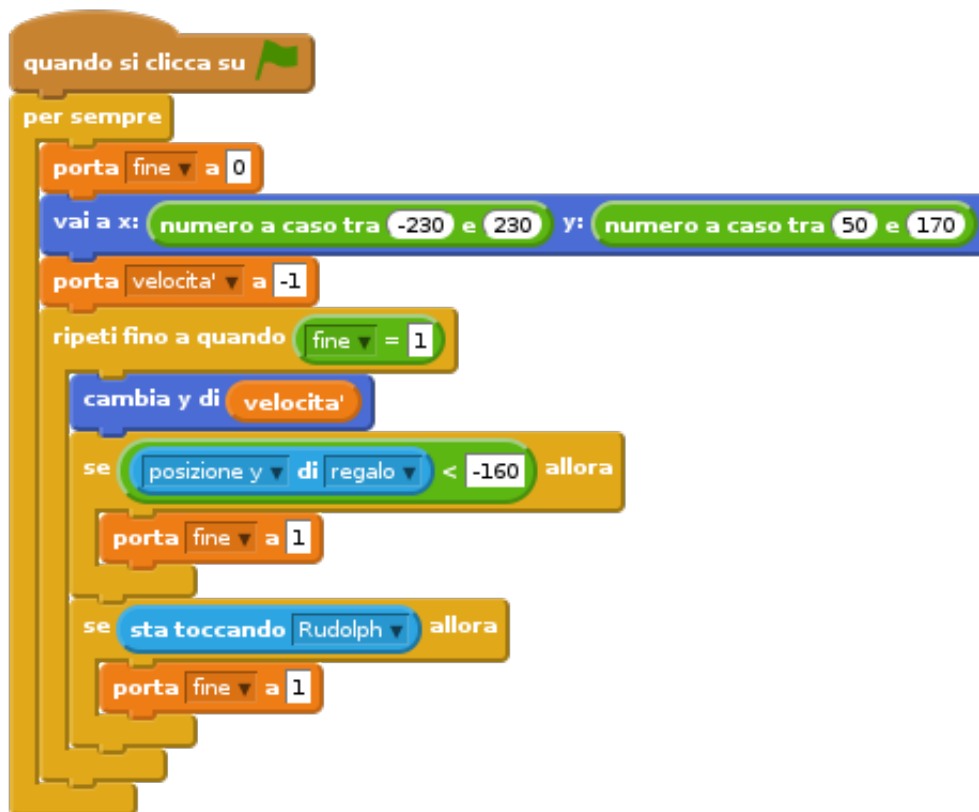 quando si clicca su
per sempre
porta fine a 0
vai a x: numero a caso tra -230 e 230 y: numero a caso tra 50 e 170
porta velocita' a -1
ripeti fino a quando fine = 1
cambia y di velocita'
se posizione y di regalo < -160 allora
porta fine a 1
se sta toccando Rudolph allora
porta fine a 1